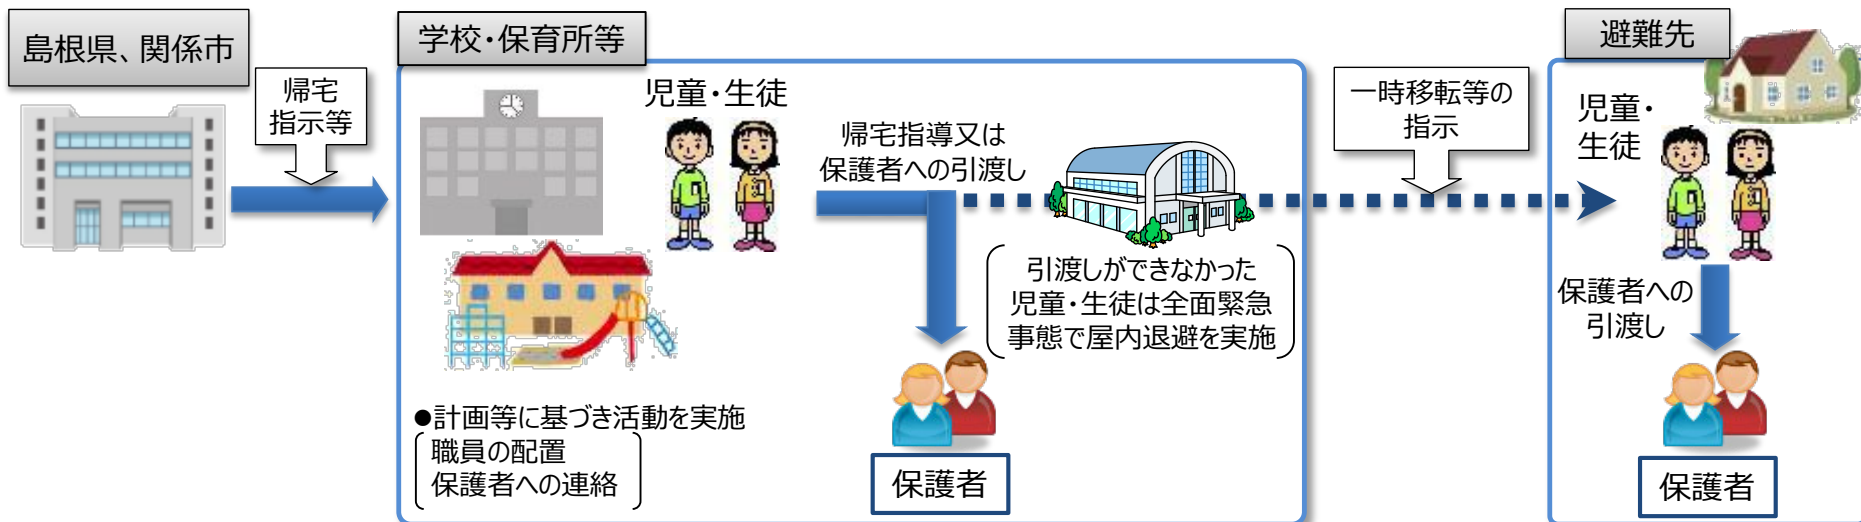 島根県、関係市
帰宅
指示等
学校・保育所等
児童・生徒
帰宅指導又は
保護者への引渡し
引渡しができなかった
児童・生徒は全面緊急
事態で屋内退避を実施
●計画等に基づき活動を実施
職員の配置
保護者への連絡
保護者
一時移転等の
指示
避難先
児童・
生徒
保護者への
引渡し
保護者